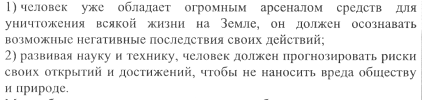 1) человек уже обладает огромным арсеналом средств для
уничтожения всякой жизни на Земле, он должен осознавать
возможные негативные последствия своих действий;
2) развивая науку и технику, человек должен прогнозировать риски
своих открытий и достижений, чтобы не наносить вреда обществу
и природе.